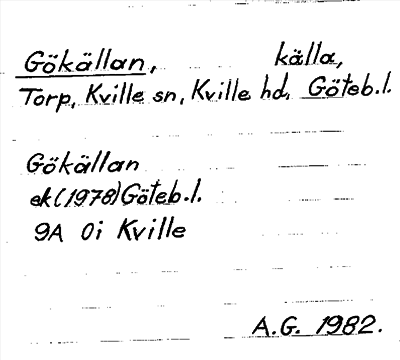 Gökällan, källa,
Torp, Kville sn, Kville hd, Göteb.l.
Gökällan
ek(1978)Göteb.l.
9A 0i Kville
A.G. 1982.